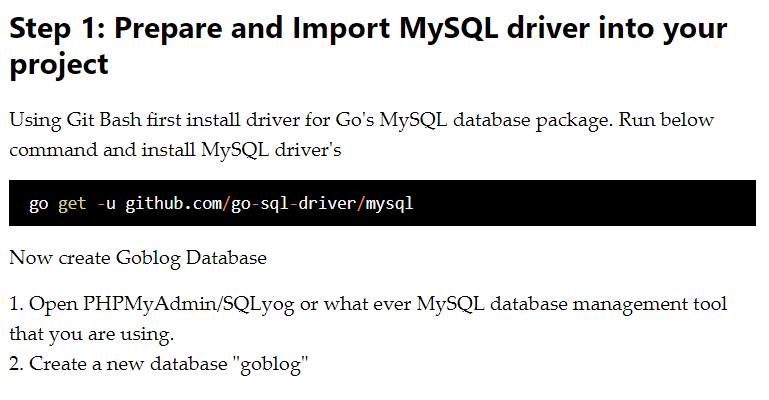 Step 1: Prepare and Import MySQL driver into your
project
Using Git Bash first install driver for Go's MySQL database package. Run below
command and install MySQL driver's
go get -u github.com/go-sql-driver/mysql
Now create Goblog Database
1. Open PHPMyAdmin/SQLyog or what ever MySQL database management tool
that you are using.
2. Create a new database "goblog"